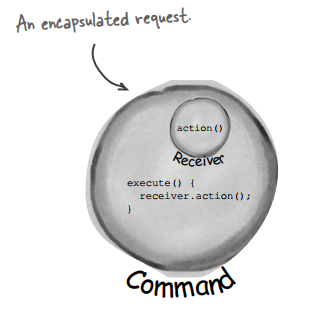 An encapsulated request.
action()
Receiver
execute() {
receiver.action();
}
Command